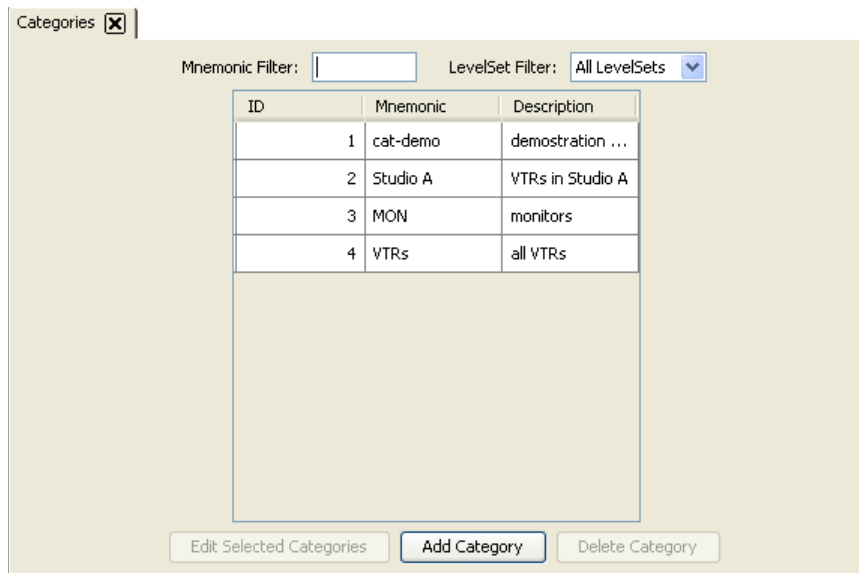 Categories
Mnemonic Filter: LevelSet Filter: All LevelSets
ID Mnemonic Description
1 cat-demo demostration ...
2 Studio A VTRs in Studio A
3 MON monitors
4 VTRs all VTRs
Edit Selected Categories Add Category Delete Category